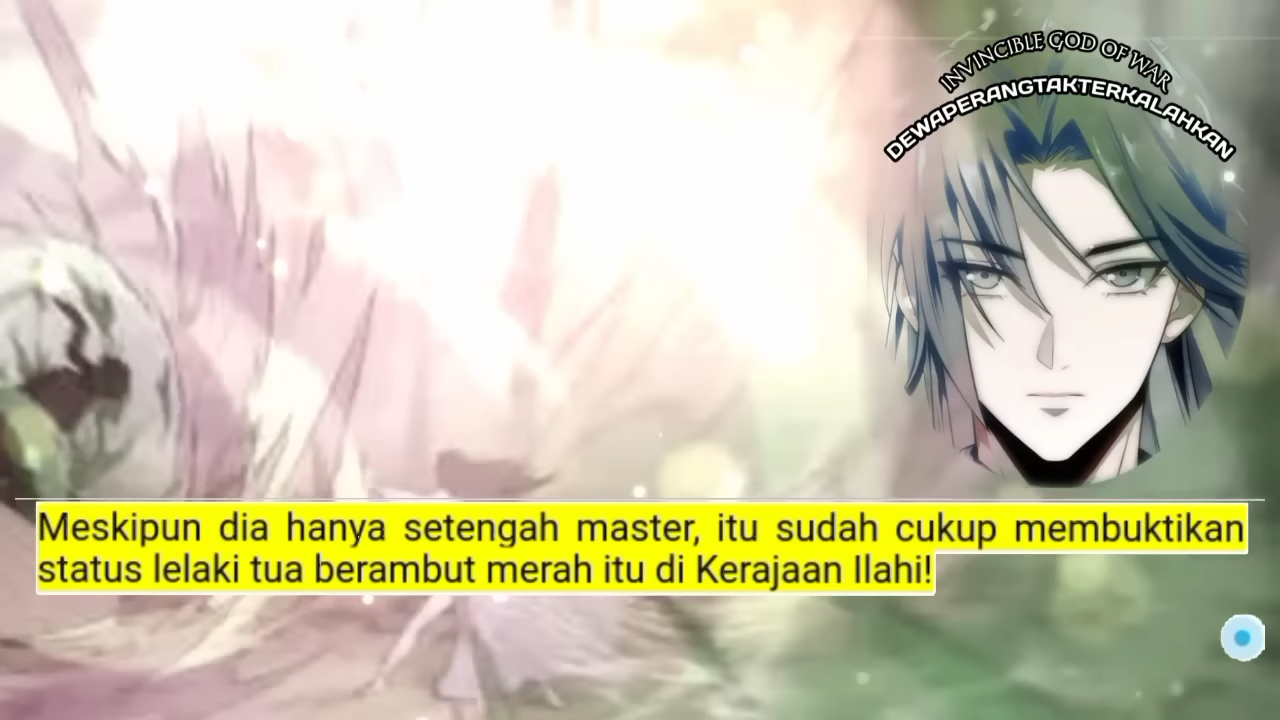 INVINCIBLE GOD OF WAR
DEWAPERANGTAKTERKALAHKAN
Meskipun dia hanya setengah master, itu sudah cukup membuktikan
status lelaki tua berambut merah itu di Kerajaan Ilahi!